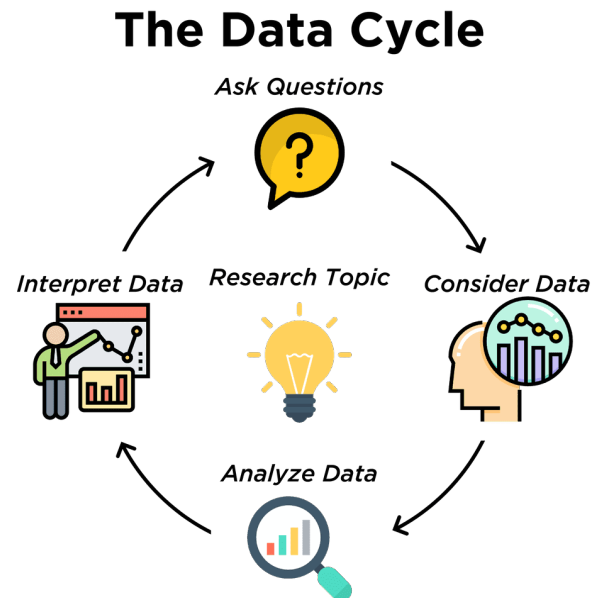 The Data Cycle
Ask Questions
?
Interpret Data
Research Topic
Consider Data
Analyze Data